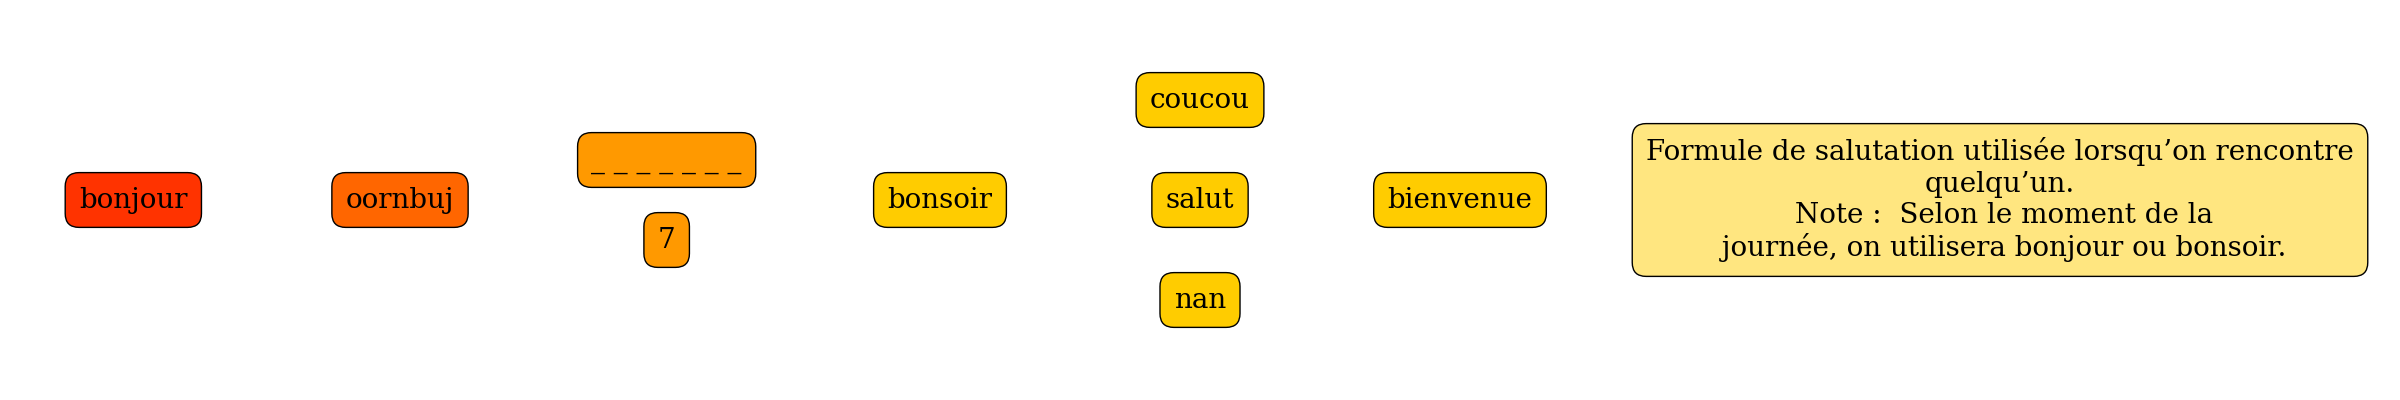 bonjour
oornbuj
_ _ _ _ _ _ _
7
bonsoir
coucou
salut
nan
bienvenue
Formule de salutation utilisée lorsqu’on rencontre
quelqu’un.
Note :  Selon le moment de la
journée, on utilisera bonjour ou bonsoir.